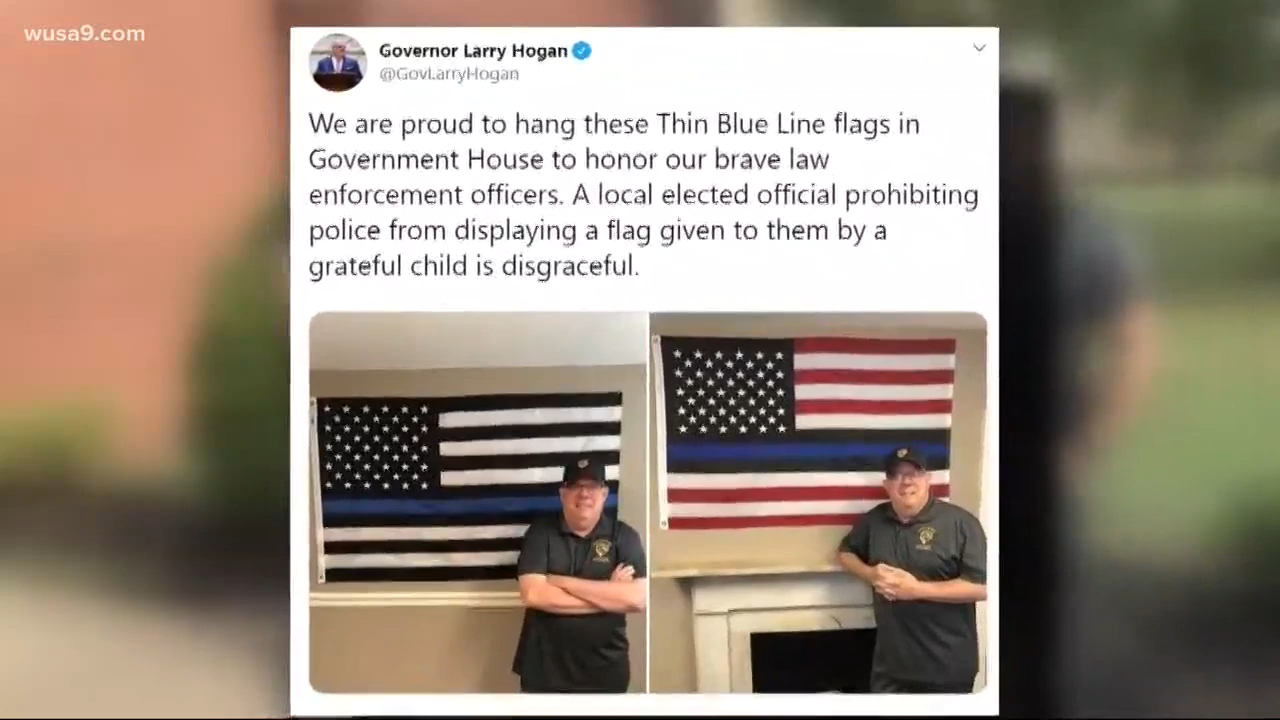 wusa9.com
Governor Larry Hogan
@GovLarryHogan
We are proud to hang these Thin Blue Line flags in
Government House to honor our brave law
enforcement officers. A local elected official prohibiting
police from displaying a flag given to them by a
grateful child is disgraceful.